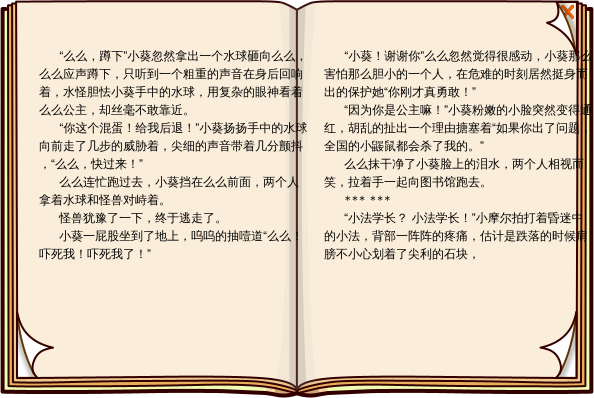 “么么，蹲下”小葵忽然拿出一个水球砸向么么，
么么应声蹲下，只听到一个粗重的声音在身后回响
着，水怪胆怯小葵手中的水球，用复杂的眼神看着
么么公主，却丝毫不敢靠近。
“你这个混蛋！给我后退！”小葵扬扬手中的水球
向前走了几步的威胁着，尖细的声音带着几分颤抖
，“么么，快过来！”
么么连忙跑过去，小葵挡在么么前面，两个人
拿着水球和怪兽对峙着。
怪兽犹豫了一下，终于逃走了。
小葵一屁股坐到了地上，呜呜的抽噎道“么么！
吓死我！吓死我了！”
“小葵！谢谢你”么么忽然觉得很感动，小葵那么
害怕那么胆小的一个人，在危难的时刻居然挺身而
出的保护她“你刚才真勇敢！”
“因为你是公主嘛！”小葵粉嫩的小脸突然变得通
红，胡乱的扯出一个理由搪塞着“如果你出了问题，
全国的小鼹鼠都会杀了我的。”
么么抹干净了小葵脸上的泪水，两个人相视而
笑，拉着手一起向图书馆跑去。
*** ***
“小法学长？ 小法学长！”小摩尔拍打着昏迷中
的小法，背部一阵阵的疼痛，估计是跌落的时候肩
膀不小心划着了尖利的石块，